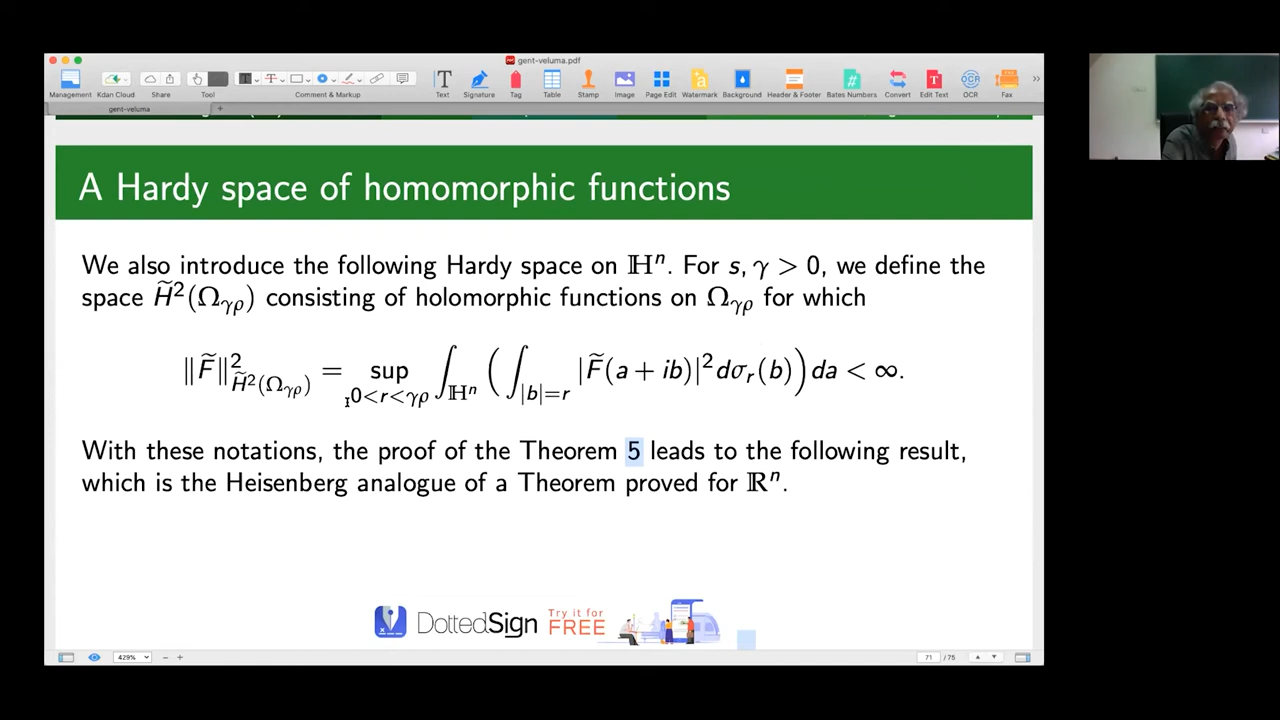 gent-veluma.pdf
Management Kdan Cloud Share Tool Comment & Markup Text Signature Tag Table Stamp Image Page Edit Watermark Background Header & Footer Bates Numbers Convert Edit Text OCR Fax
gent-veluma
A Hardy space of homomorphic functions
We also introduce the following Hardy space on ℍⁿ. For s, γ > 0, we define the
space H̃²(Ω_γρ) consisting of holomorphic functions on Ω_γρ for which
‖F̃‖²_H̃²(Ω_γρ) = sup_0<r<γρ ∫_ℍⁿ ( ∫_|b|=r |F̃(a + ib)|² dσ_r(b) ) da < ∞.
With these notations, the proof of the Theorem 5 leads to the following result,
which is the Heisenberg analogue of a Theorem proved for ℝⁿ.
DottedSign Try it for FREE
429% 71 / 75